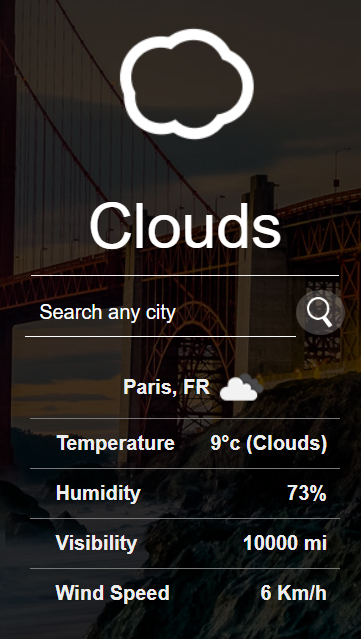 Clouds
Search any city
Paris, FR
Temperature 9°c (Clouds)
Humidity 73%
Visibility 10000 mi
Wind Speed 6 Km/h